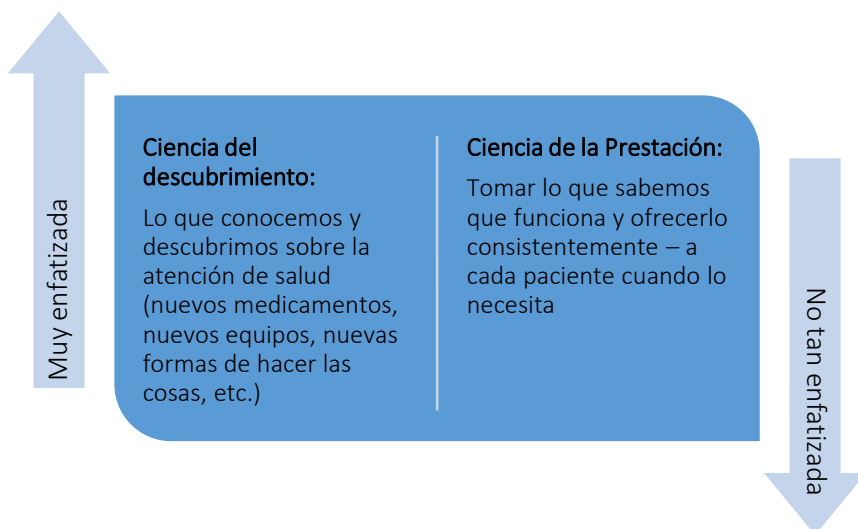 Muy enfatizada
Ciencia del
descubrimiento:
Lo que conocemos y
descubrimos sobre la
atención de salud
(nuevos medicamentos,
nuevos equipos, nuevas
formas de hacer las
cosas, etc.)
Ciencia de la Prestación:
Tomar lo que sabemos
que funciona y ofrecerlo
consistentemente – a
cada paciente cuando lo
necesita
No tan enfatizada